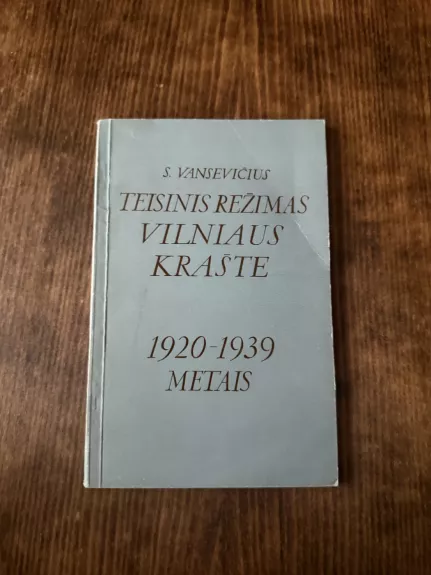 S. VANSEVIČIUS
TEISINIS REŽIMAS
VILNIAUS
KRAŠTE
1920-1939
METAIS